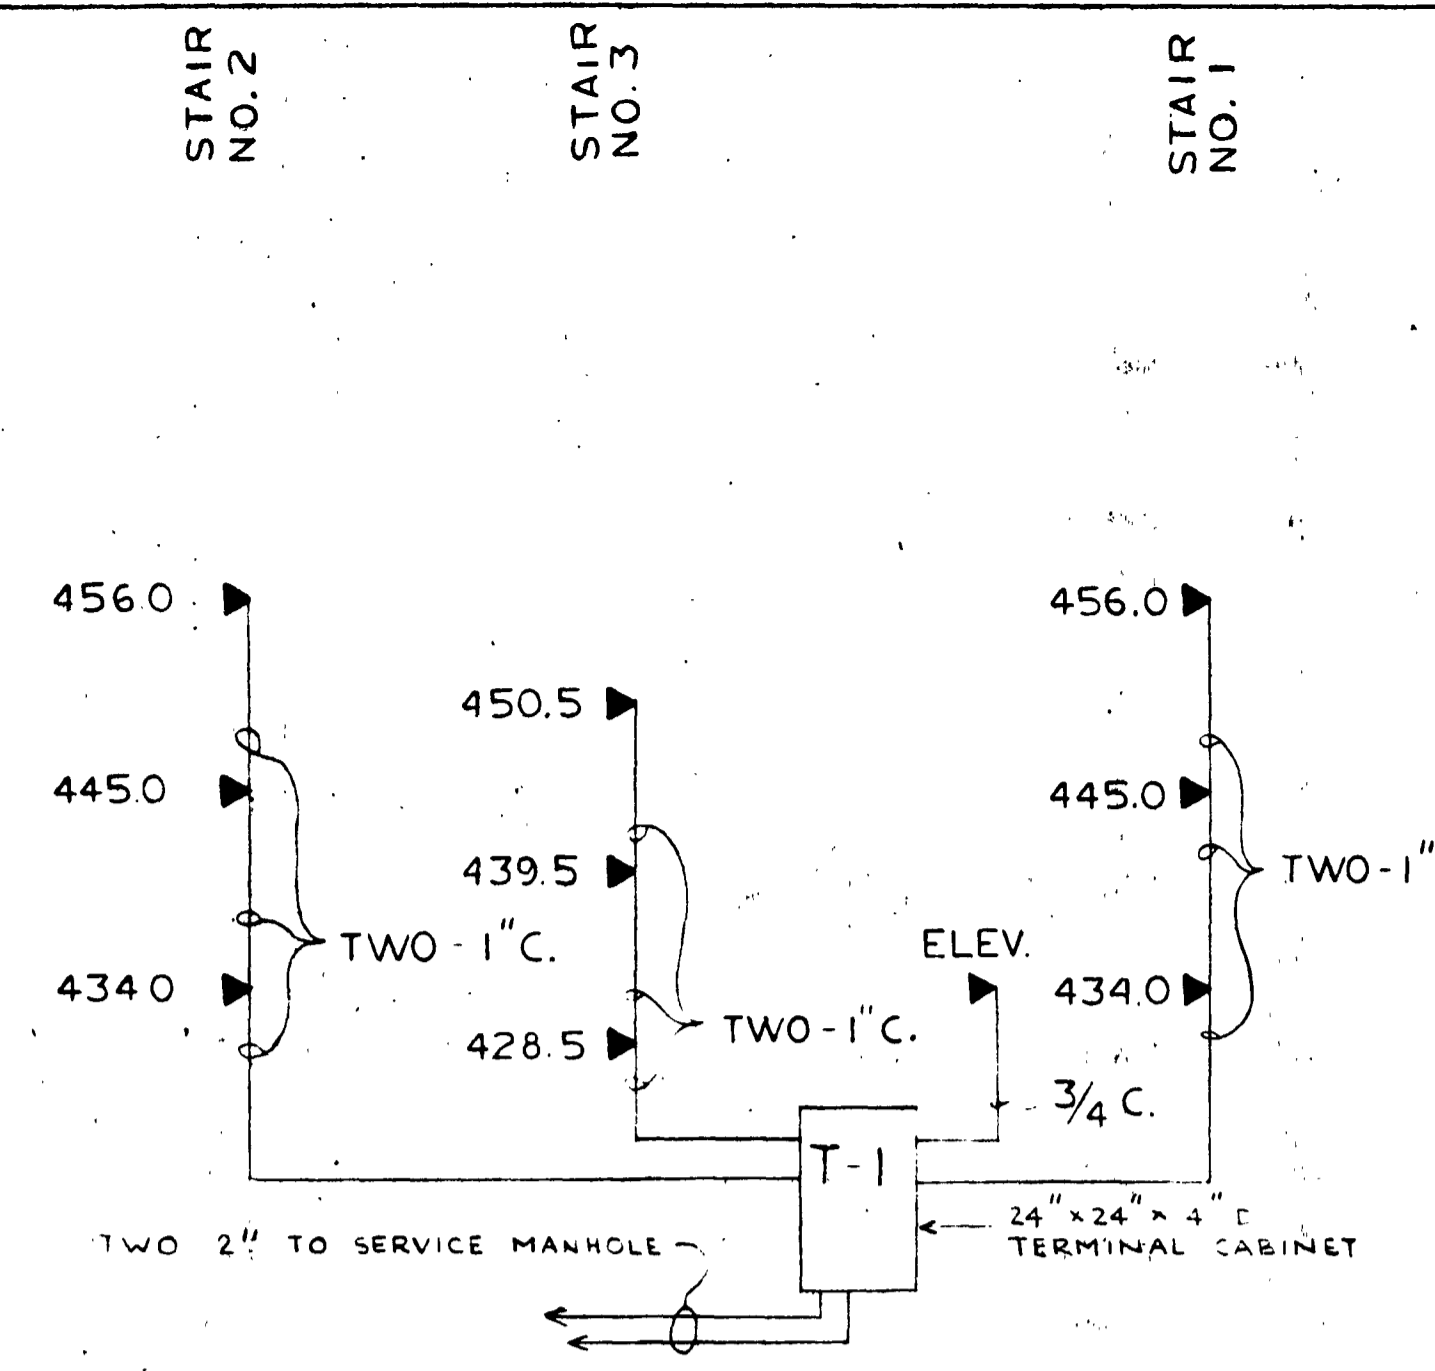 STAIR
NO. 2
STAIR
NO. 3
STAIR
NO. 1
456.0
456.0
450.5
445.0
445.0
439.5
TWO-1"
ELEV.
TWO - 1"C.
434.0
434.0
TWO-1"C.
428.5
3/4 C.
T-1
24" x 24" x 4"
TERMINAL CABINET
TWO 2" TO SERVICE MANHOLE